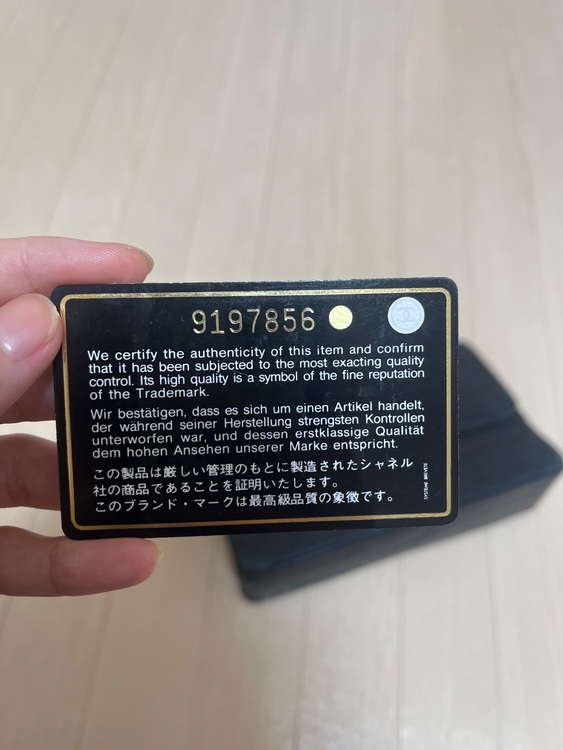 9197856
We certify the authenticity of this item and confirm
that it has been subjected to the most exacting quality
control. Its high quality is a symbol of the fine reputation
of the Trademark.
Wir bestätigen, dass es sich um einen Artikel handelt,
der während seiner Herstellung strengsten Kontrollen
unterworfen war, und dessen erstklassige Qualität
dem hohen Ansehen unserer Marke entspricht.
この製品は厳しい管理のもとに製造されたシャネル
社の商品であることを証明いたします。
このブランド・マークは最高級品質の象徴です。
SYSTEME BREVETE